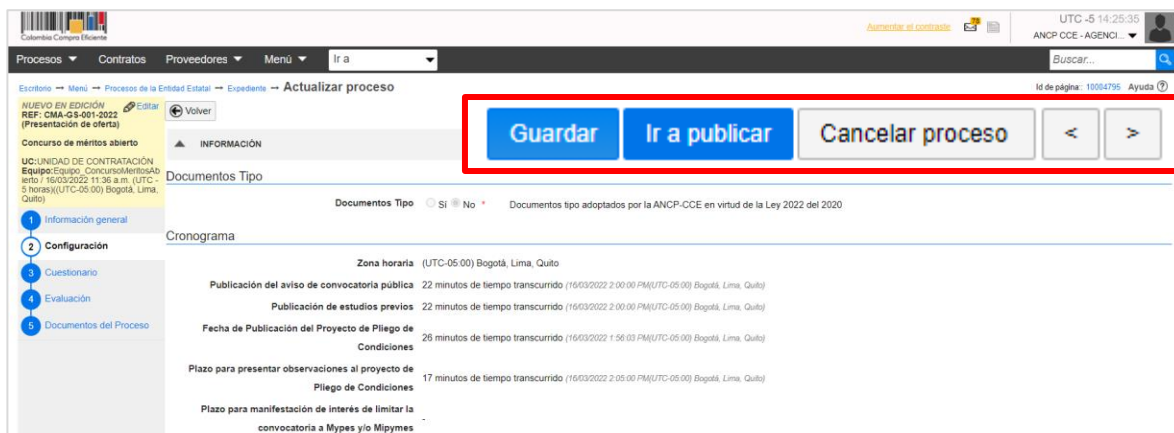 Colombia Compra Eficiente
Aumentar el contraste
UTC -5 14:25:35
ANCP CCE - AGENCI...
Procesos Contratos Proveedores Menú Ir a Buscar...
Escritorio → Menú → Procesos de la Entidad Estatal → Expediente → Actualizar proceso
Id de página: 10004795 Ayuda
NUEVO EN EDICIÓN Editar
REF: CMA-GS-001-2022
(Presentación de oferta)
Concurso de méritos abierto
UC:UNIDAD DE CONTRATACIÓN
Equipo:Equipo_ConcursoMeritosAb
ierto / 16/03/2022 11:36 a.m. (UTC -
5 horas)((UTC-05:00) Bogotá, Lima,
Quito)
1 Información general
2 Configuración
3 Cuestionario
4 Evaluación
5 Documentos del Proceso
Volver
INFORMACIÓN
Guardar Ir a publicar Cancelar proceso < >
Documentos Tipo
Documentos Tipo Sí No * Documentos tipo adoptados por la ANCP-CCE en virtud de la Ley 2022 del 2020
Cronograma
Zona horaria (UTC-05:00) Bogotá, Lima, Quito
Publicación del aviso de convocatoria pública 22 minutos de tiempo transcurrido (16/03/2022 2:00:00 PM(UTC-05:00) Bogotá, Lima, Quito)
Publicación de estudios previos 22 minutos de tiempo transcurrido (16/03/2022 2:00:00 PM(UTC-05:00) Bogotá, Lima, Quito)
Fecha de Publicación del Proyecto de Pliego de
Condiciones
26 minutos de tiempo transcurrido (16/03/2022 1:56:03 PM(UTC-05:00) Bogotá, Lima, Quito)
Plazo para presentar observaciones al proyecto de
Pliego de Condiciones
17 minutos de tiempo transcurrido (16/03/2022 2:05:00 PM(UTC-05:00) Bogotá, Lima, Quito)
Plazo para manifestación de interés de limitar la
convocatoria a Mypes y/o Mipymes
-